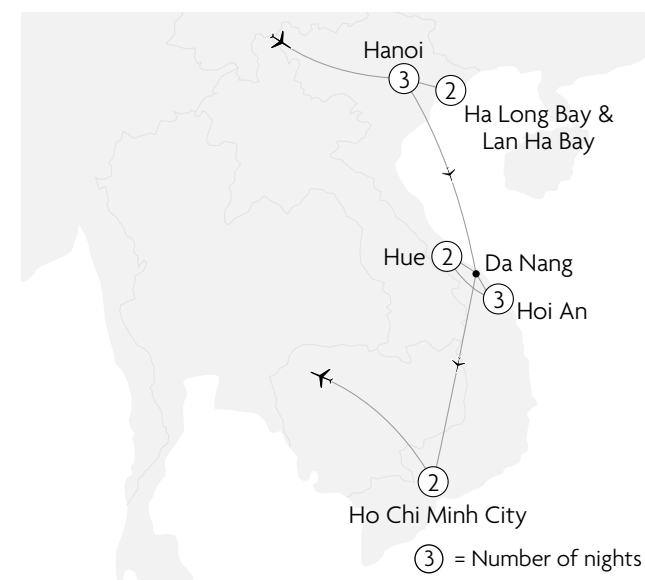 Hanoi
3
2
Ha Long Bay &
Lan Ha Bay
Hue
2
Da Nang
3
Hoi An
2
Ho Chi Minh City
3 = Number of nights